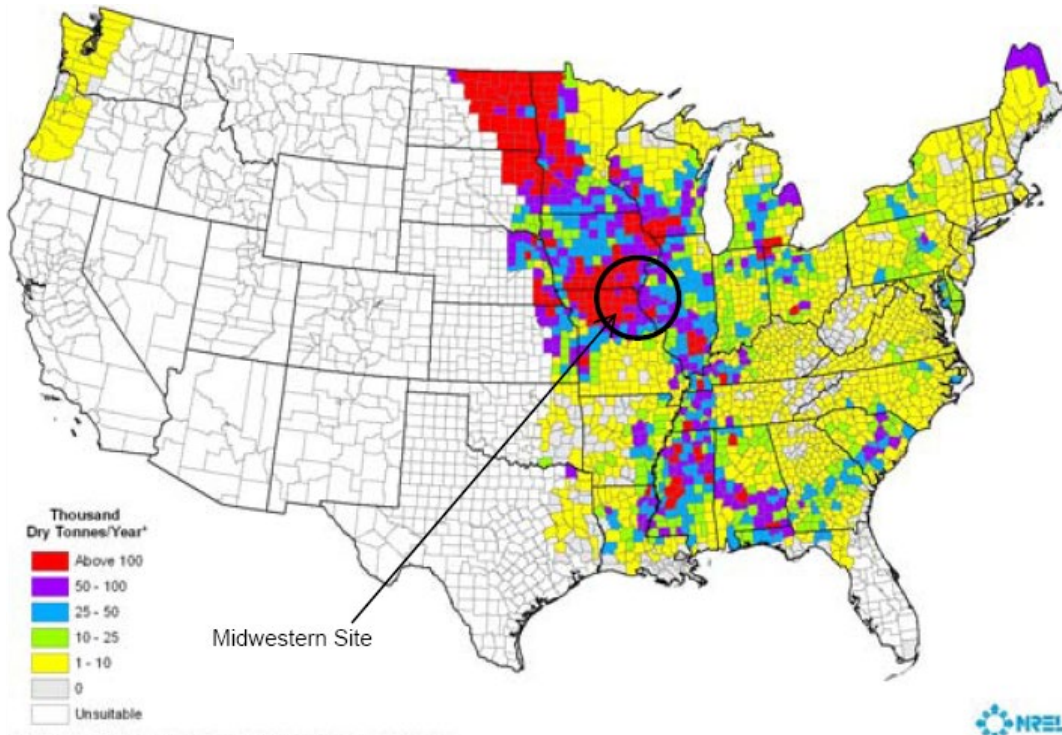 Thousand
Dry Tonnes/Year*
Above 100
50 - 100
25 - 50
10 - 25
1 - 10
0
Unsuitable
Midwestern Site
NREL